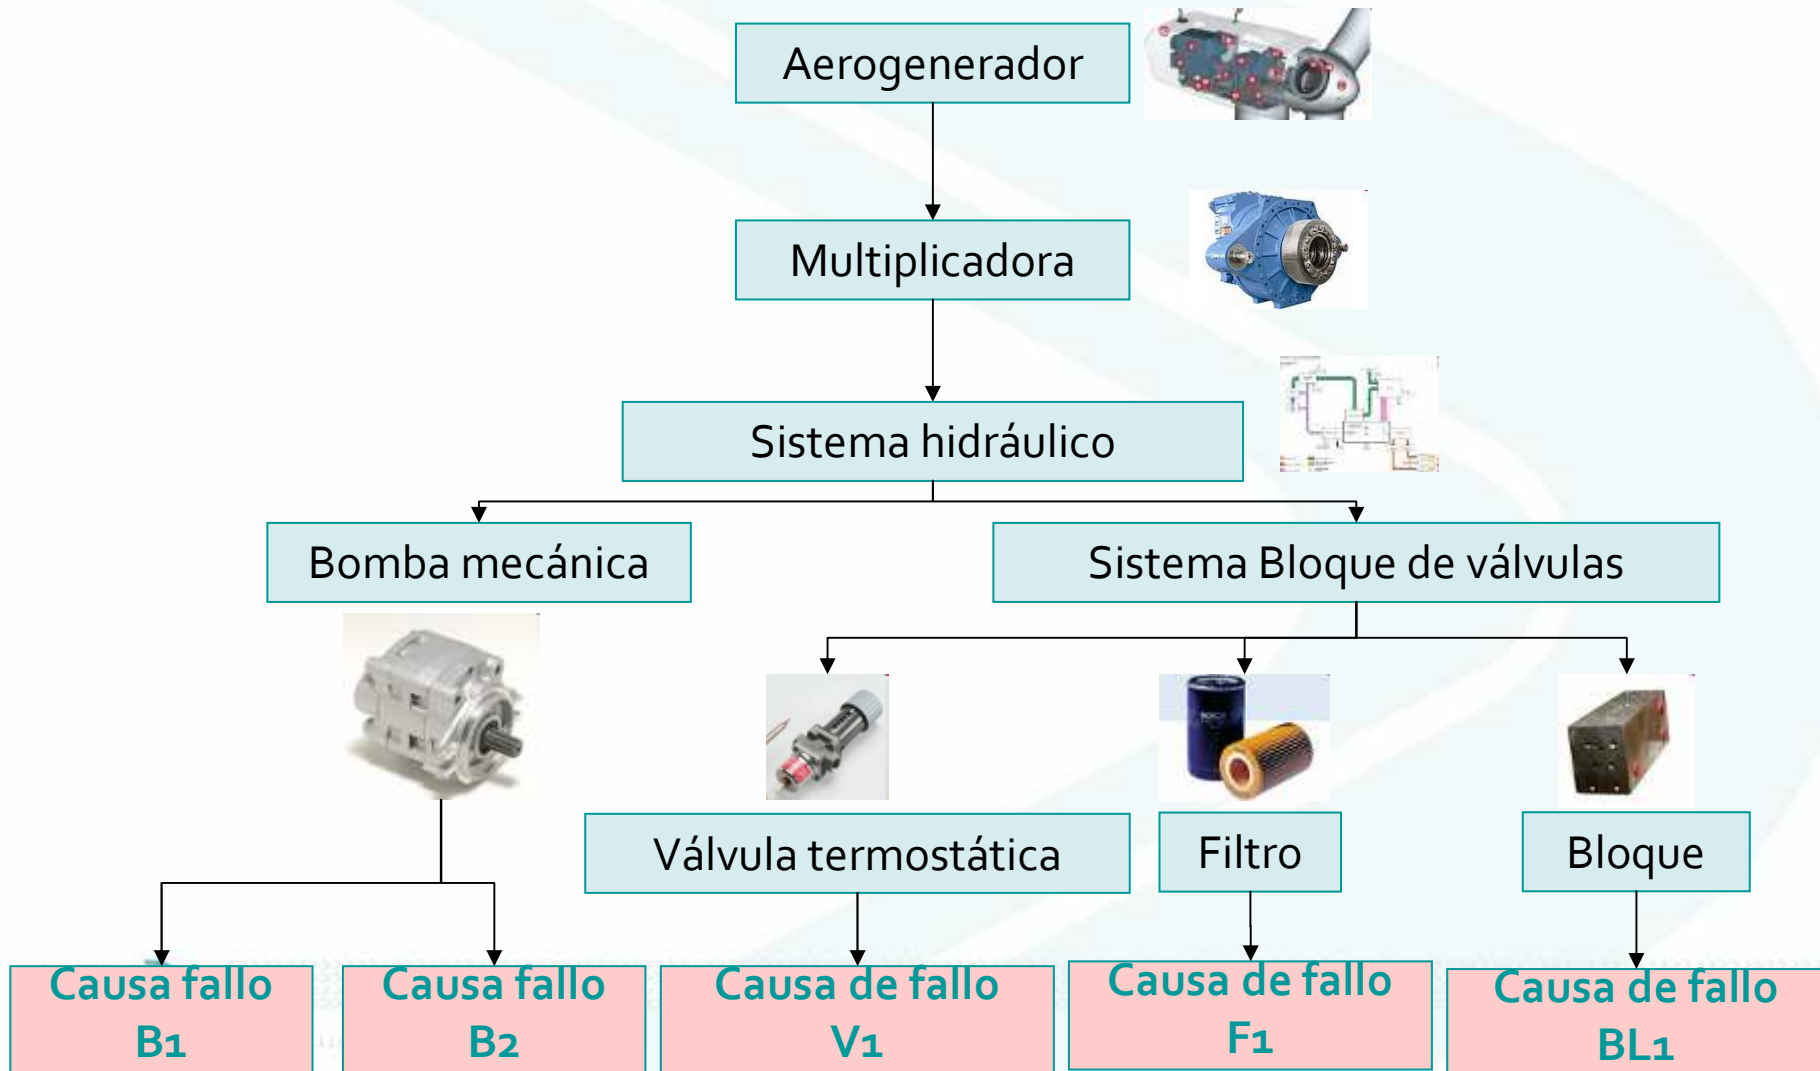 Aerogenerador
Multiplicadora
Sistema hidráulico
Bomba mecánica
Sistema Bloque de válvulas
Válvula termostática
Filtro
Bloque
Causa fallo
B1
Causa fallo
B2
Causa de fallo
V1
Causa de fallo
F1
Causa de fallo
BL1